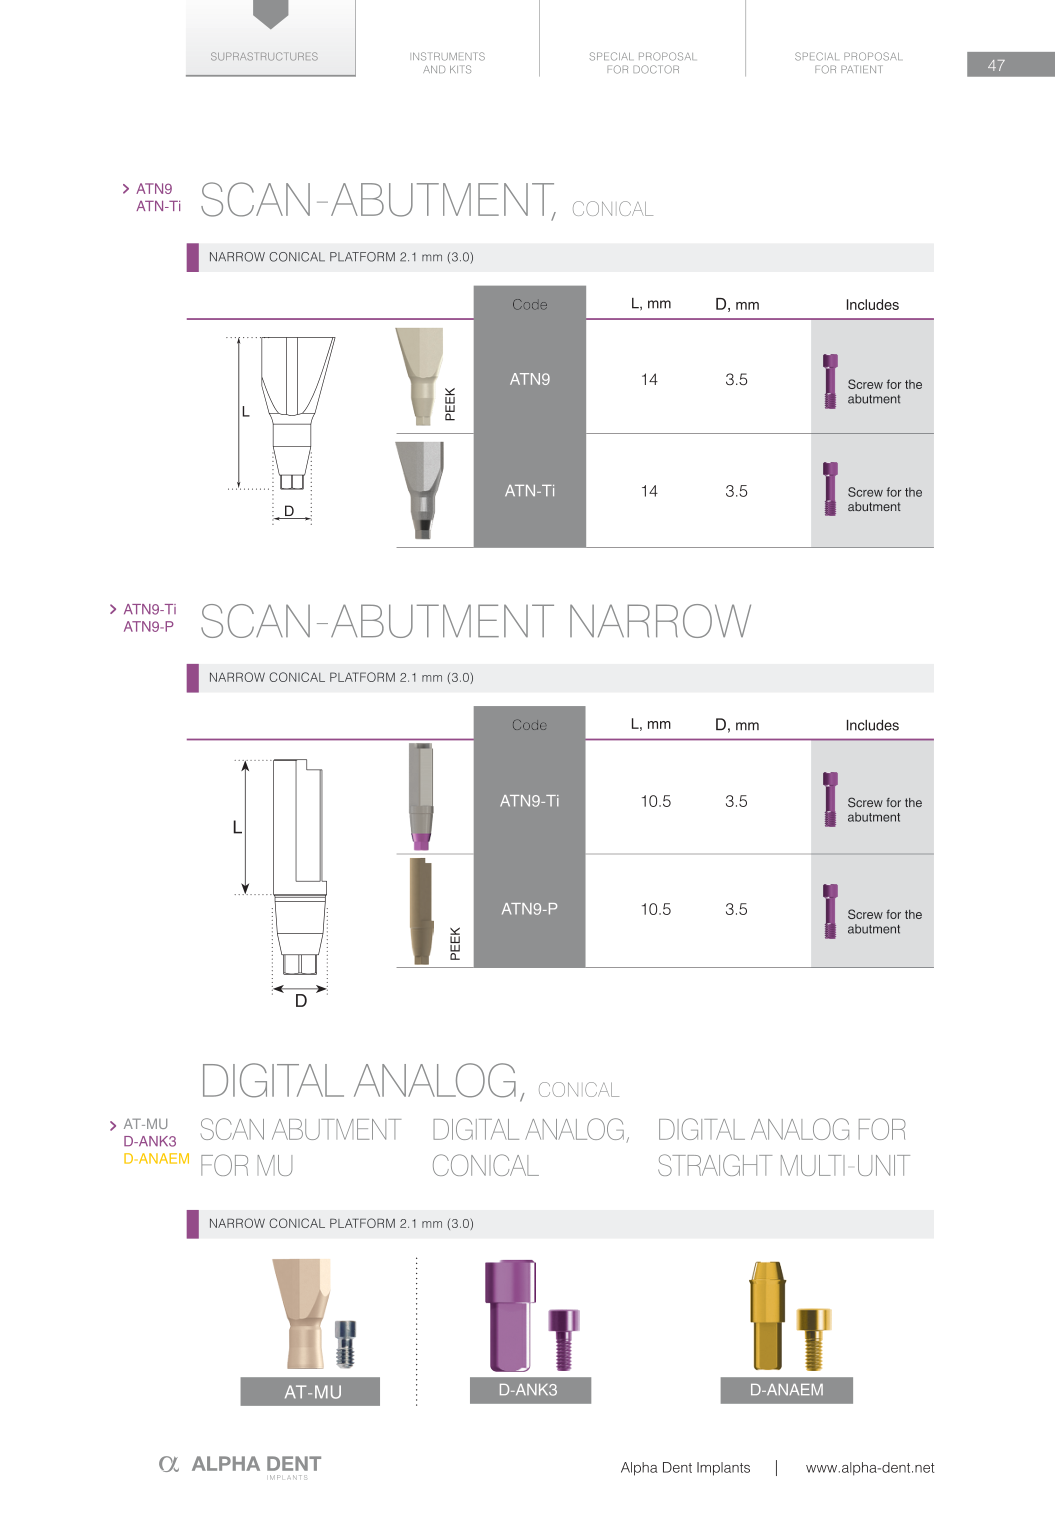 SUPRASTRUCTURES
INSTRUMENTS
AND KITS
SPECIAL PROPOSAL
FOR DOCTOR
SPECIAL PROPOSAL
FOR PATIENT
47
> ATN9
ATN-Ti
SCAN-ABUTMENT, CONICAL
NARROW CONICAL PLATFORM 2.1 mm (3.0)
Code L, mm D, mm Includes
L
D
PEEK
ATN9 14 3.5
Screw for the
abutment
ATN-Ti 14 3.5
Screw for the
abutment
> ATN9-Ti
ATN9-P
SCAN-ABUTMENT NARROW
NARROW CONICAL PLATFORM 2.1 mm (3.0)
Code L, mm D, mm Includes
L
D
ATN9-Ti 10.5 3.5
Screw for the
abutment
PEEK
ATN9-P 10.5 3.5
Screw for the
abutment
DIGITAL ANALOG, CONICAL
> AT-MU
D-ANK3
D-ANAEM
SCAN ABUTMENT
FOR MU
DIGITAL ANALOG,
CONICAL
DIGITAL ANALOG FOR
STRAIGHT MULTI-UNIT
NARROW CONICAL PLATFORM 2.1 mm (3.0)
AT-MU
D-ANK3
D-ANAEM
α ALPHA DENT
IMPLANTS
Alpha Dent Implants | www.alpha-dent.net